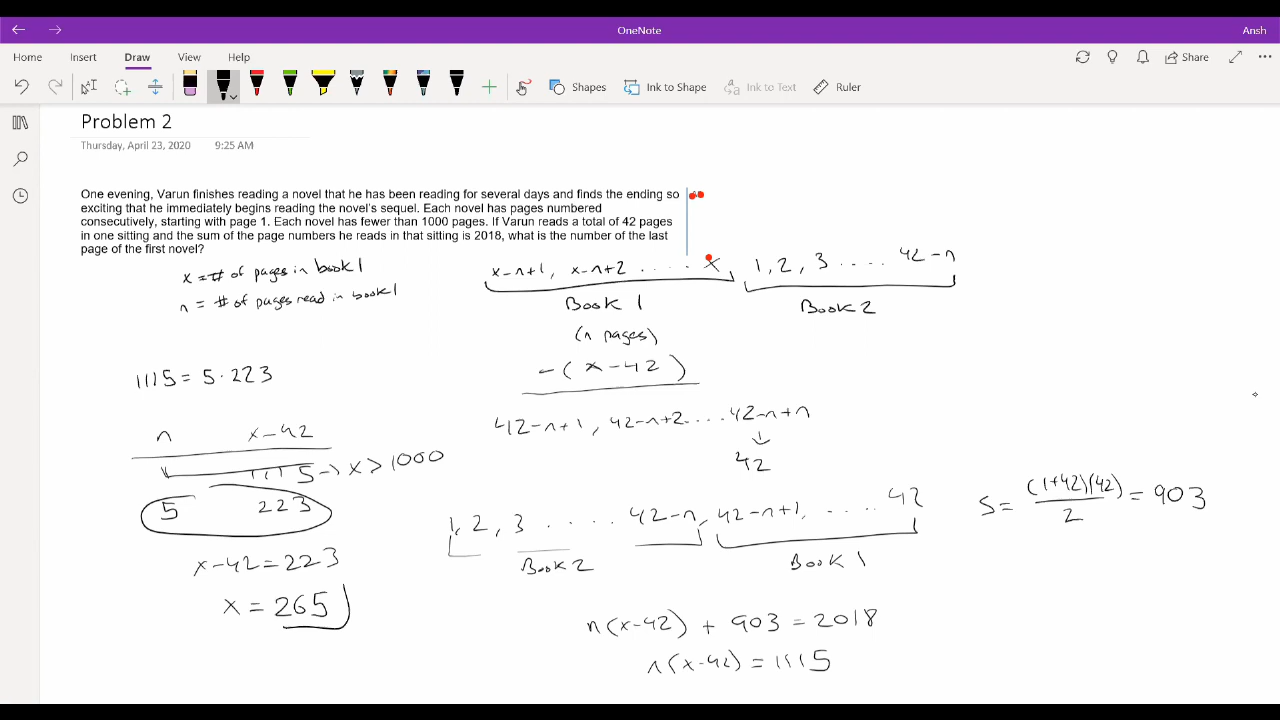 OneNote
Ansh
Home Insert Draw View Help
Share
Shapes Ink to Shape Ink to Text Ruler
Problem 2
Thursday, April 23, 2020 9:25 AM
One evening, Varun finishes reading a novel that he has been reading for several days and finds the ending so
exciting that he immediately begins reading the novel's sequel. Each novel has pages numbered
consecutively, starting with page 1. Each novel has fewer than 1000 pages. If Varun reads a total of 42 pages
in one sitting and the sum of the page numbers he reads in that sitting is 2018, what is the number of the last
page of the first novel?
x = # of pages in book 1
n = # of pages read in book 1
x-n+1, x-n+2 ..... x 1, 2, 3 ..... 42-n
Book 1 Book 2
(n pages)
-(x-42)
42-n+1, 42-n+2.... 42-n+n
↓
42
1115 = 5·223
n x-42
1 1115 → x > 1000
5 223
x-42=223
x = 265
1, 2, 3 ..... 42-n, 42-n+1, ..... 42
Book 2 Book 1
S = (1+42)(42) / 2 = 903
n(x-42) + 903 = 2018
n(x-42) = 1115